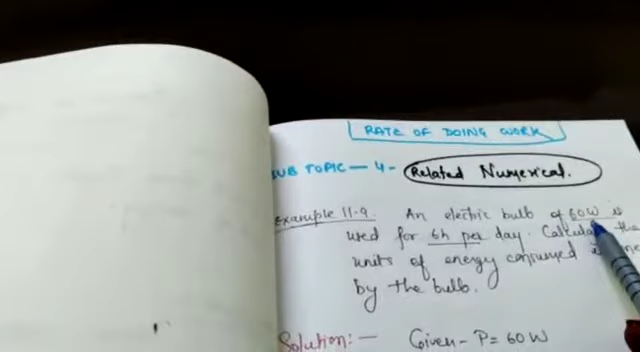 RATE OF DOING WORK
SUB TOPIC - 4 - Related Numerical.
Example 11.9. An electric bulb of 60W is
used for 6h per day. Calculate the
units of energy consumed
by the bulb.
Solution:- Given - P = 60 W